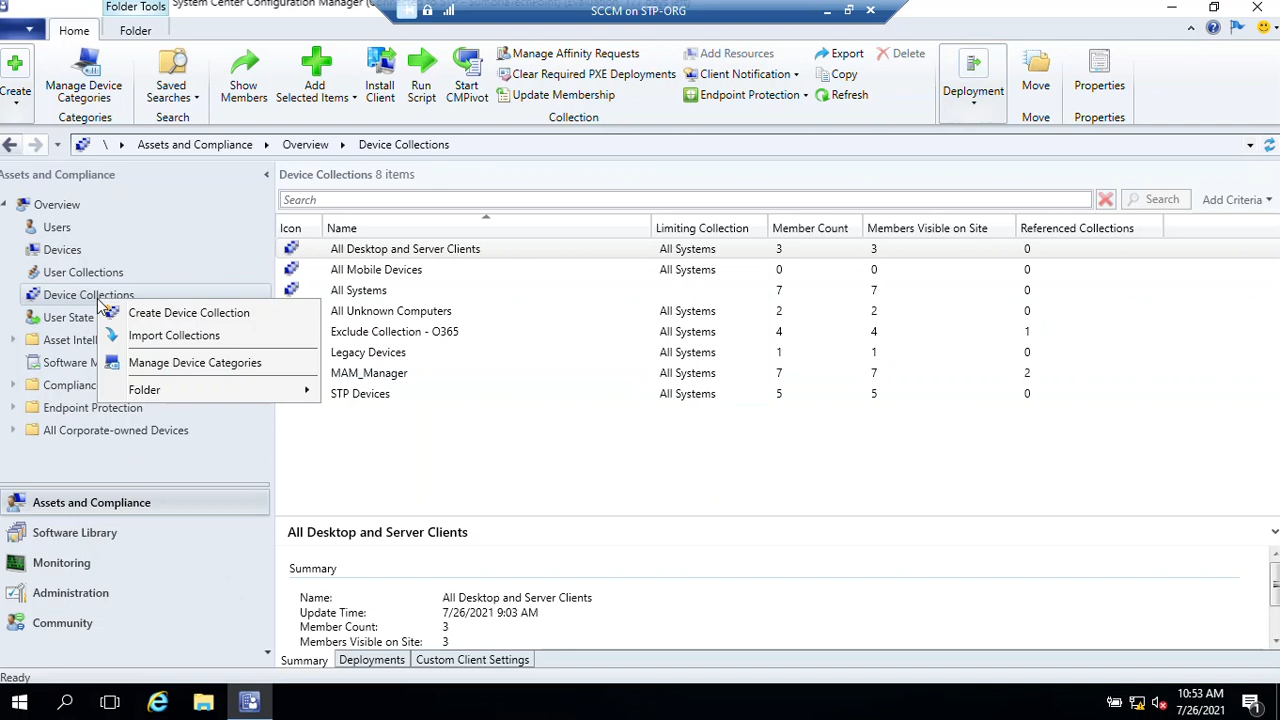 Folder Tools
SCCM on STP-ORG
Home
Folder
Create
Manage Device Categories
Categories
Saved Searches
Search
Show Members
Add Selected Items
Install Client
Run Script
Start CMPivot
Manage Affinity Requests
Clear Required PXE Deployments
Update Membership
Add Resources
Client Notification
Endpoint Protection
Export
Copy
Refresh
Delete
Collection
Deployment
Move
Move
Properties
Properties
\ Assets and Compliance Overview Device Collections
Assets and Compliance
Overview
Users
Devices
User Collections
Device Collections
User State
Asset Intell
Software M
Complianc
Endpoint Protection
All Corporate-owned Devices
Create Device Collection
Import Collections
Manage Device Categories
Folder
Assets and Compliance
Software Library
Monitoring
Administration
Community
Device Collections 8 items
Search
Search
Add Criteria
Icon Name Limiting Collection Member Count Members Visible on Site Referenced Collections
All Desktop and Server Clients All Systems 3 3 0
All Mobile Devices All Systems 0 0 0
All Systems 7 7 0
All Unknown Computers All Systems 2 2 0
Exclude Collection - O365 All Systems 4 4 1
Legacy Devices All Systems 1 1 0
MAM_Manager All Systems 7 7 2
STP Devices All Systems 5 5 0
All Desktop and Server Clients
Summary
Name: All Desktop and Server Clients
Update Time: 7/26/2021 9:03 AM
Member Count: 3
Members Visible on Site: 3
Summary Deployments Custom Client Settings
Ready
10:53 AM
7/26/2021
1